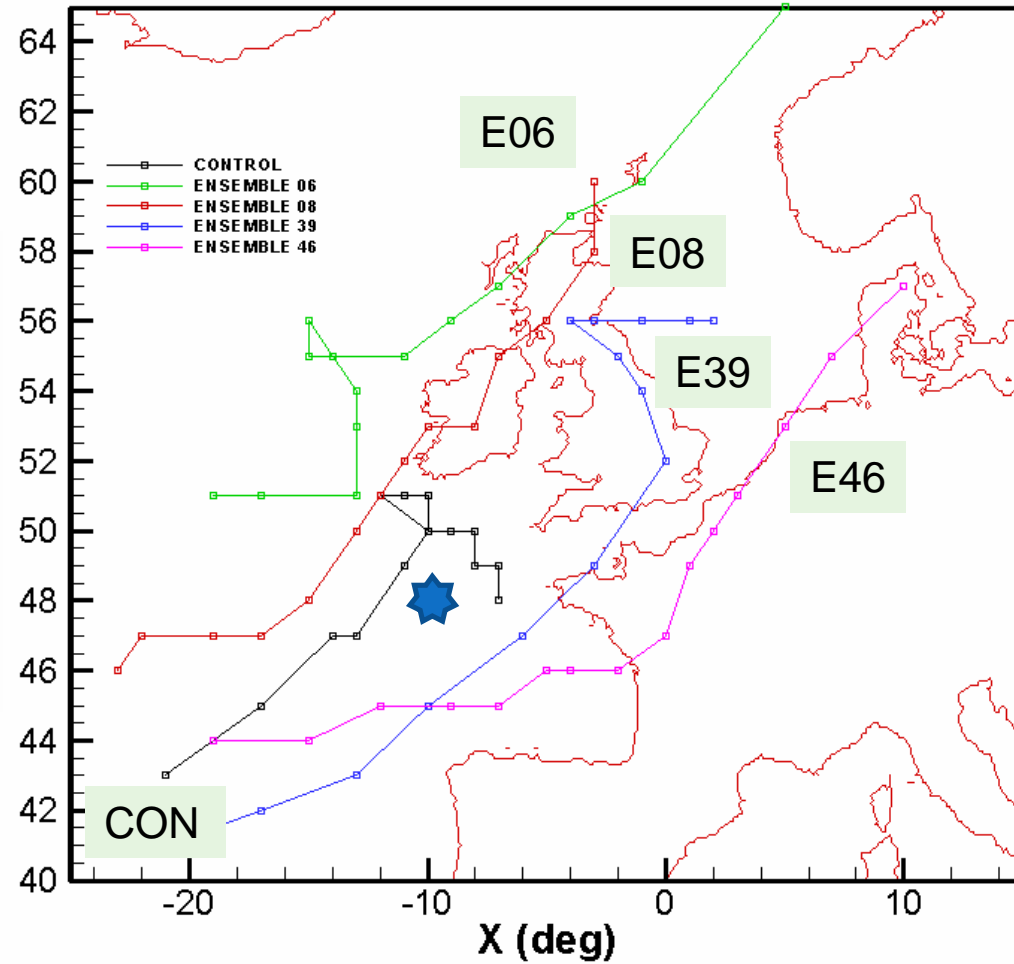 64
62
60
58
56
54
52
50
48
46
44
42
40
CONTROL
ENSEMBLE 06
ENSEMBLE 08
ENSEMBLE 39
ENSEMBLE 46
E06
E08
E39
E46
CON
-20 -10 0 10
X (deg)